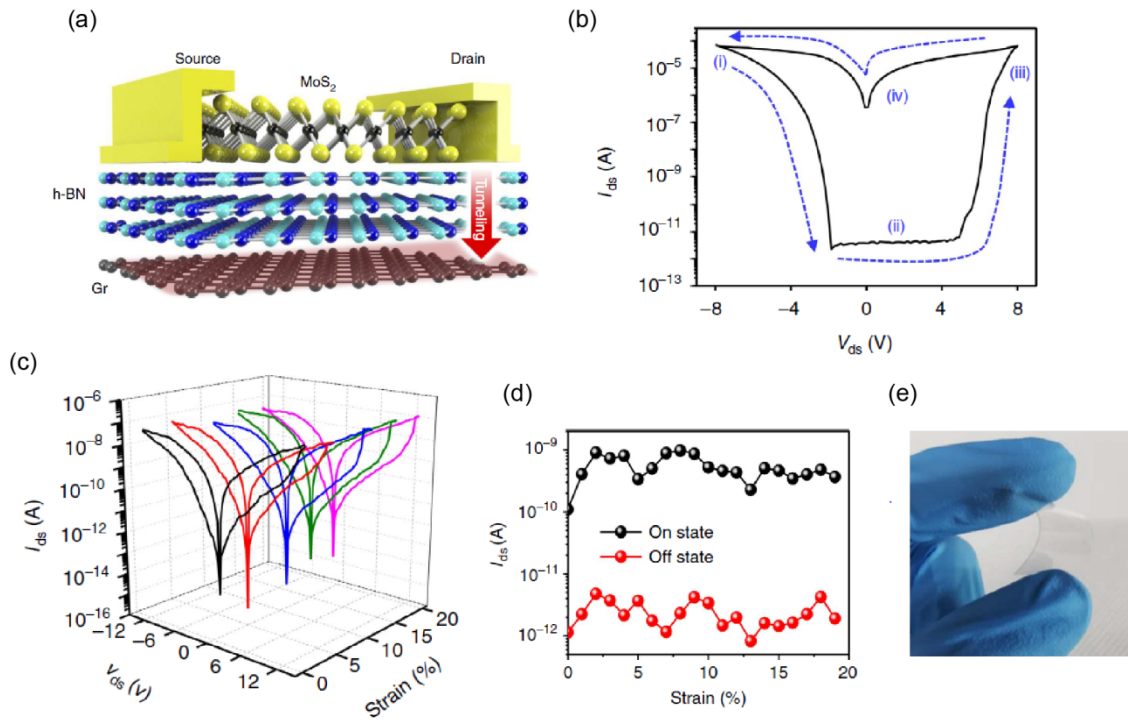 (a)
Source
MoS₂
Drain
h-BN
Tunneling
Gr
(b)
10⁻⁵
10⁻⁷
10⁻⁹
10⁻¹¹
10⁻¹³
Ids (A)
(i)
(ii)
(iii)
(iv)
−8
−4
0
4
8
Vds (V)
(c)
10⁻⁶
10⁻⁸
10⁻¹⁰
10⁻¹²
10⁻¹⁴
10⁻¹⁶
Ids (A)
−12
−6
0
6
12
Vds (v)
0
5
10
15
20
Strain (%)
(d)
10⁻⁹
10⁻¹⁰
10⁻¹¹
10⁻¹²
Ids (A)
On state
Off state
0
5
10
15
20
Strain (%)
(e)